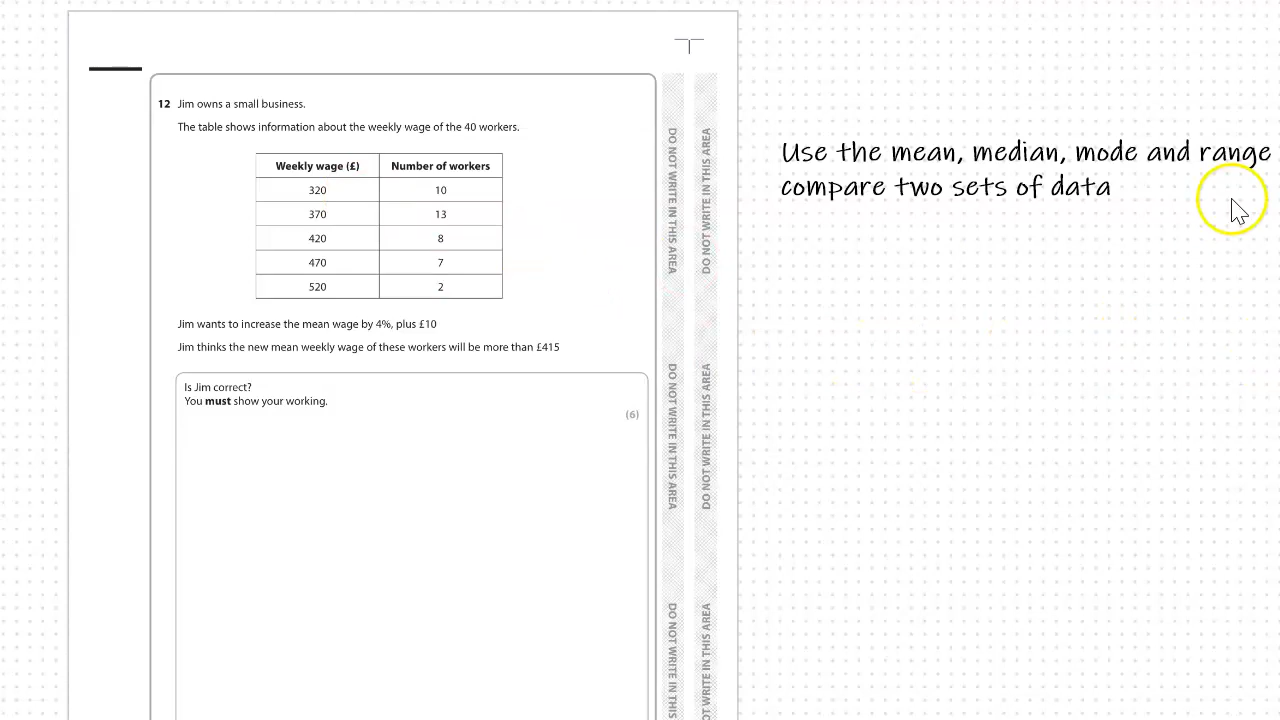 12 Jim owns a small business.
The table shows information about the weekly wage of the 40 workers.
Weekly wage (£) Number of workers
320 10
370 13
420 8
470 7
520 2
Jim wants to increase the mean wage by 4%, plus £10
Jim thinks the new mean weekly wage of these workers will be more than £415
Is Jim correct?
You must show your working.
(6)
DO NOT WRITE IN THIS AREA
DO NOT WRITE IN THIS AREA
DO NOT WRITE IN THIS AREA
DO NOT WRITE IN THIS AREA
DO NOT WRITE IN THIS
OT WRITE IN THIS AREA
Use the mean, median, mode and range
compare two sets of data